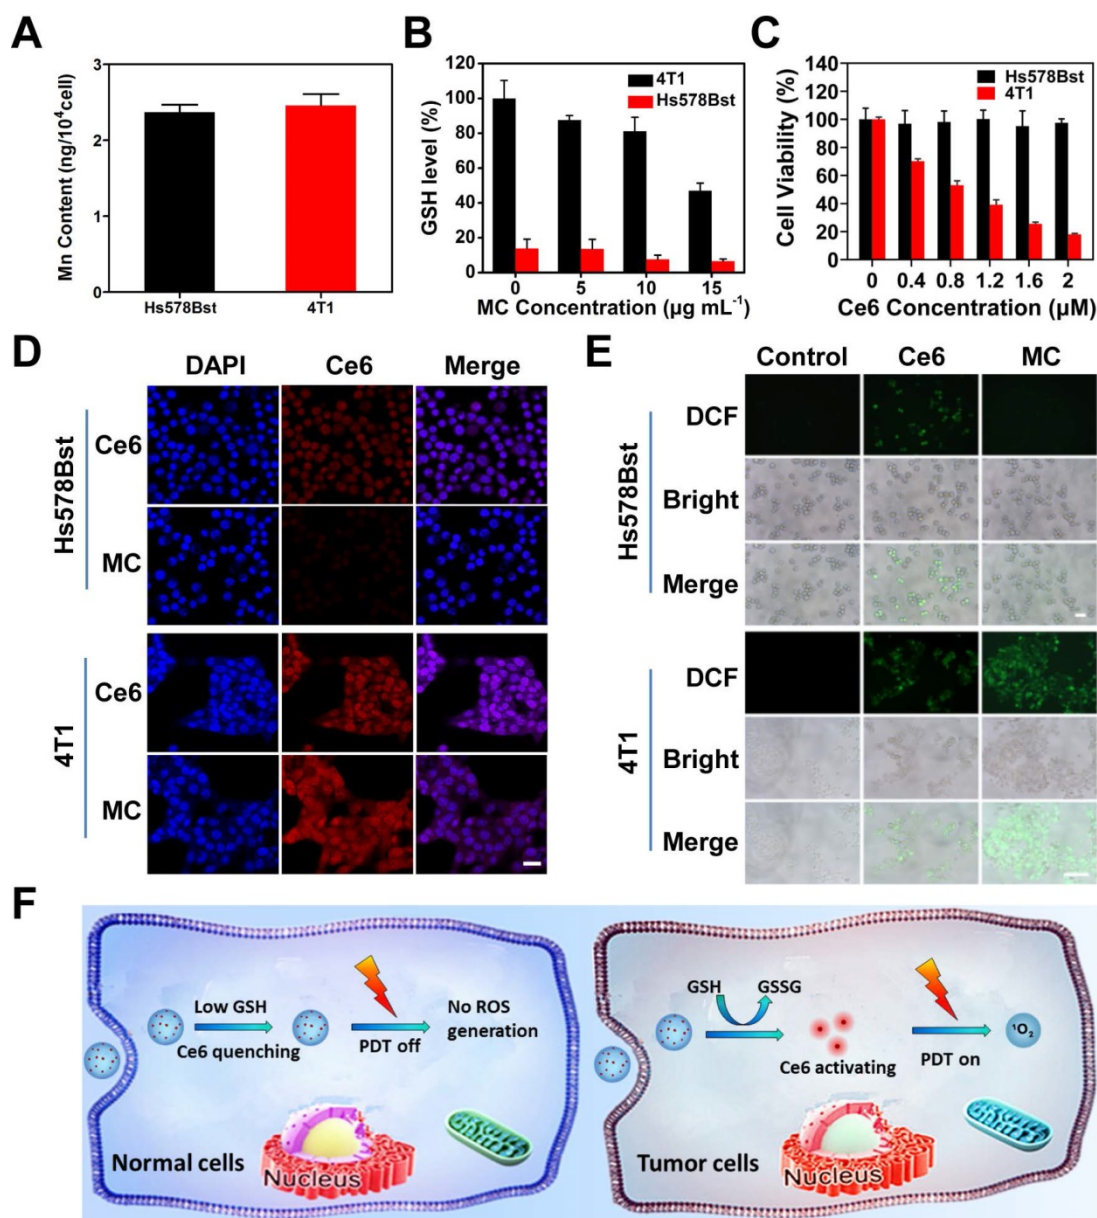 A
Mn Content (ng/10⁴cell)
3
2
1
0
Hs578Bst
4T1
B
GSH level (%)
120
100
80
60
40
20
0
4T1
Hs578Bst
0
5
10
15
MC Concentration (µg mL⁻¹)
C
Cell Viability (%)
140
120
100
80
60
40
20
0
Hs578Bst
4T1
0
0.4
0.8
1.2
1.6
2
Ce6 Concentration (µM)
D
DAPI
Ce6
Merge
Hs578Bst
Ce6
MC
4T1
Ce6
MC
E
Control
Ce6
MC
Hs578Bst
DCF
Bright
Merge
4T1
DCF
Bright
Merge
F
Low GSH
Ce6 quenching
PDT off
No ROS
generation
Normal cells
Nucleus
GSH
GSSG
Ce6 activating
PDT on
¹O₂
Tumor cells
Nucleus